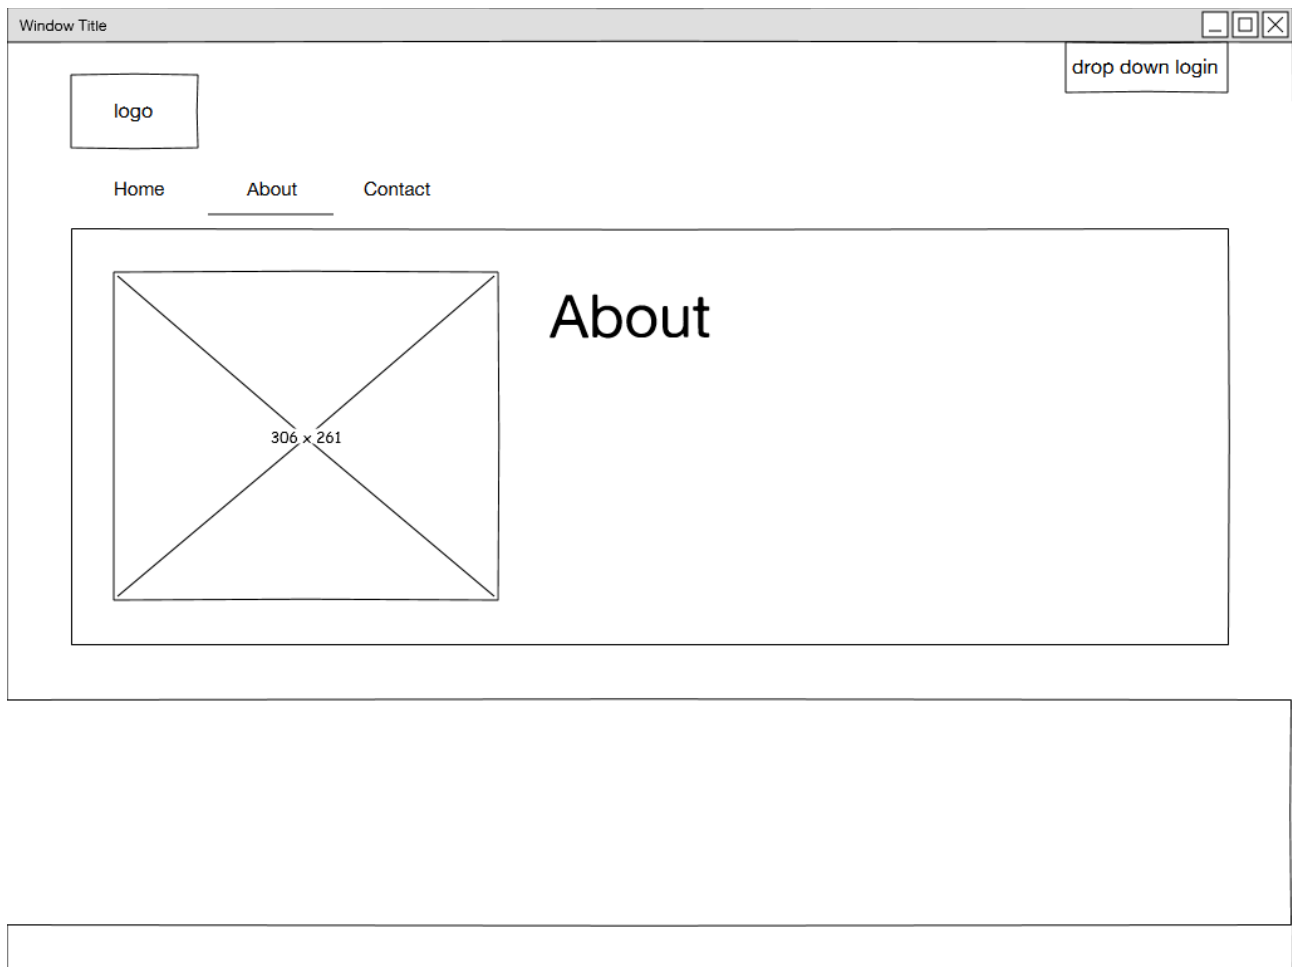 Window Title
drop down login
logo
Home About Contact
About
306 x 261